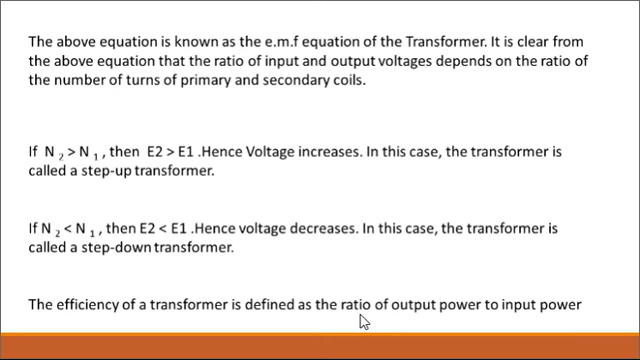 The above equation is known as the e.m.f equation of the Transformer. It is clear from
the above equation that the ratio of input and output voltages depends on the ratio of
the number of turns of primary and secondary coils.
If N ₂ > N ₁ , then E2 > E1 .Hence Voltage increases. In this case, the transformer is
called a step-up transformer.
If N ₂ < N ₁ , then E2 < E1 .Hence voltage decreases. In this case, the transformer is
called a step-down transformer.
The efficiency of a transformer is defined as the ratio of output power to input power